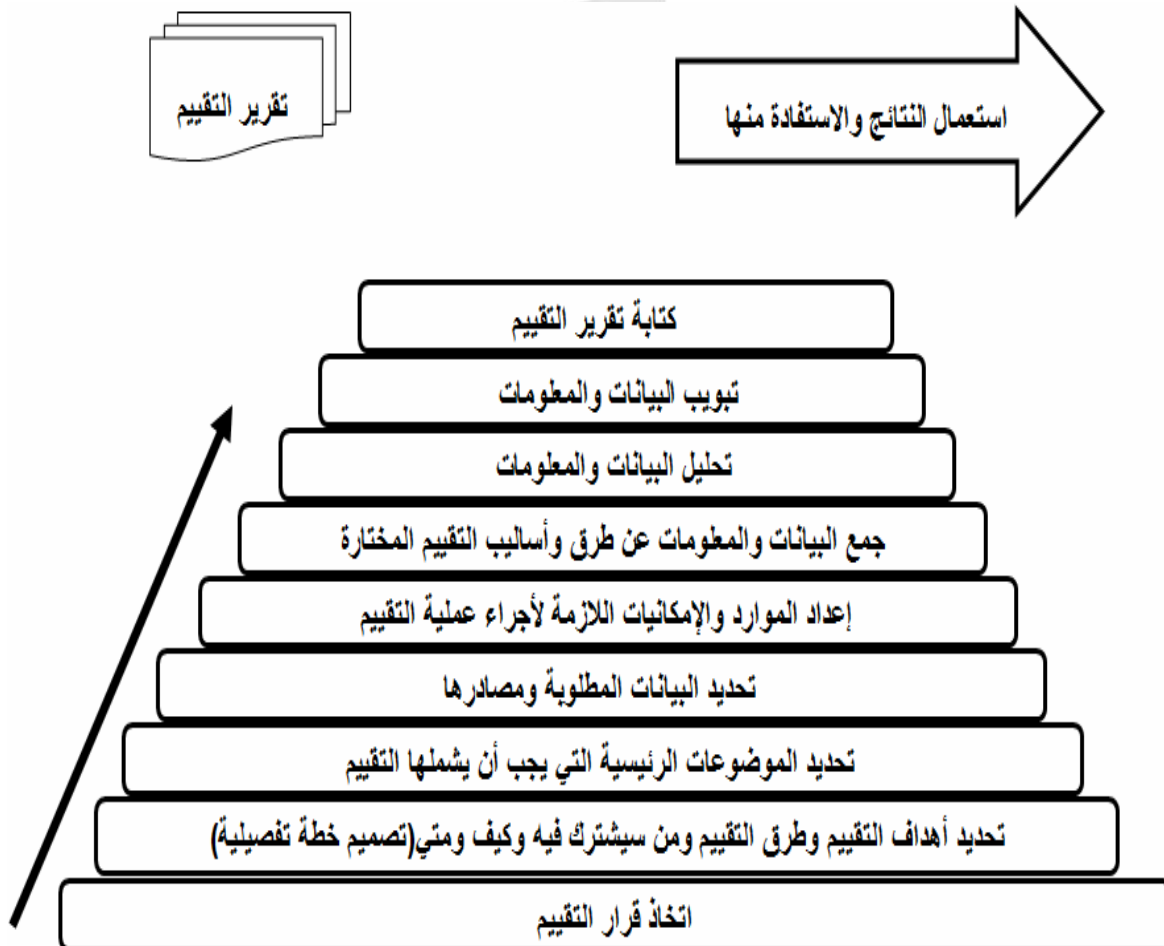 تقرير التقييم
استعمال النتائج والاستفادة منها
كتابة تقرير التقييم
تبويب البيانات والمعلومات
تحليل البيانات والمعلومات
جمع البيانات والمعلومات عن طرق وأساليب التقييم المختارة
إعداد الموارد والإمكانيات اللازمة لأجراء عملية التقييم
تحديد البيانات المطلوبة ومصادرها
تحديد الموضوعات الرئيسية التي يجب أن يشملها التقييم
تحديد أهداف التقييم وطرق التقييم ومن سيشترك فيه وكيف ومتي(تصميم خطة تفصيلية)
اتخاذ قرار التقييم